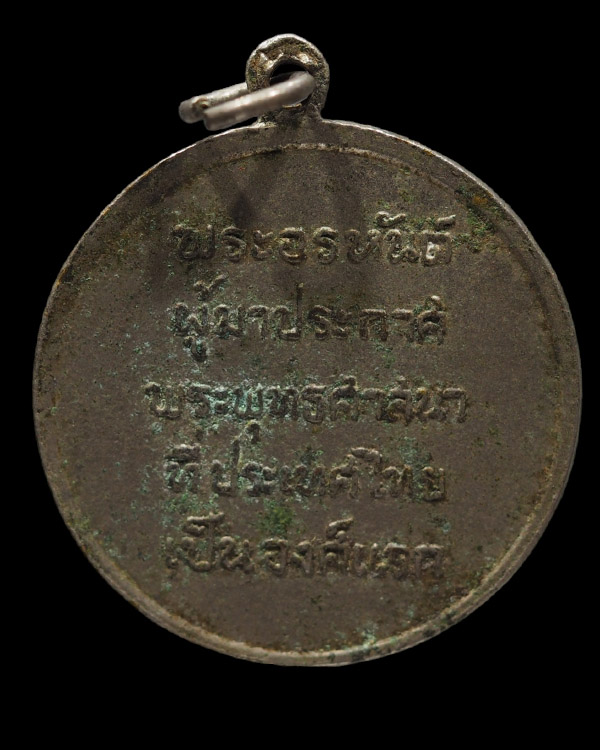 พระอรหันต์
ผู้มาประกาศ
พระพุทธศาสนา
ที่ประเทศไทย
เป็นองค์แรก